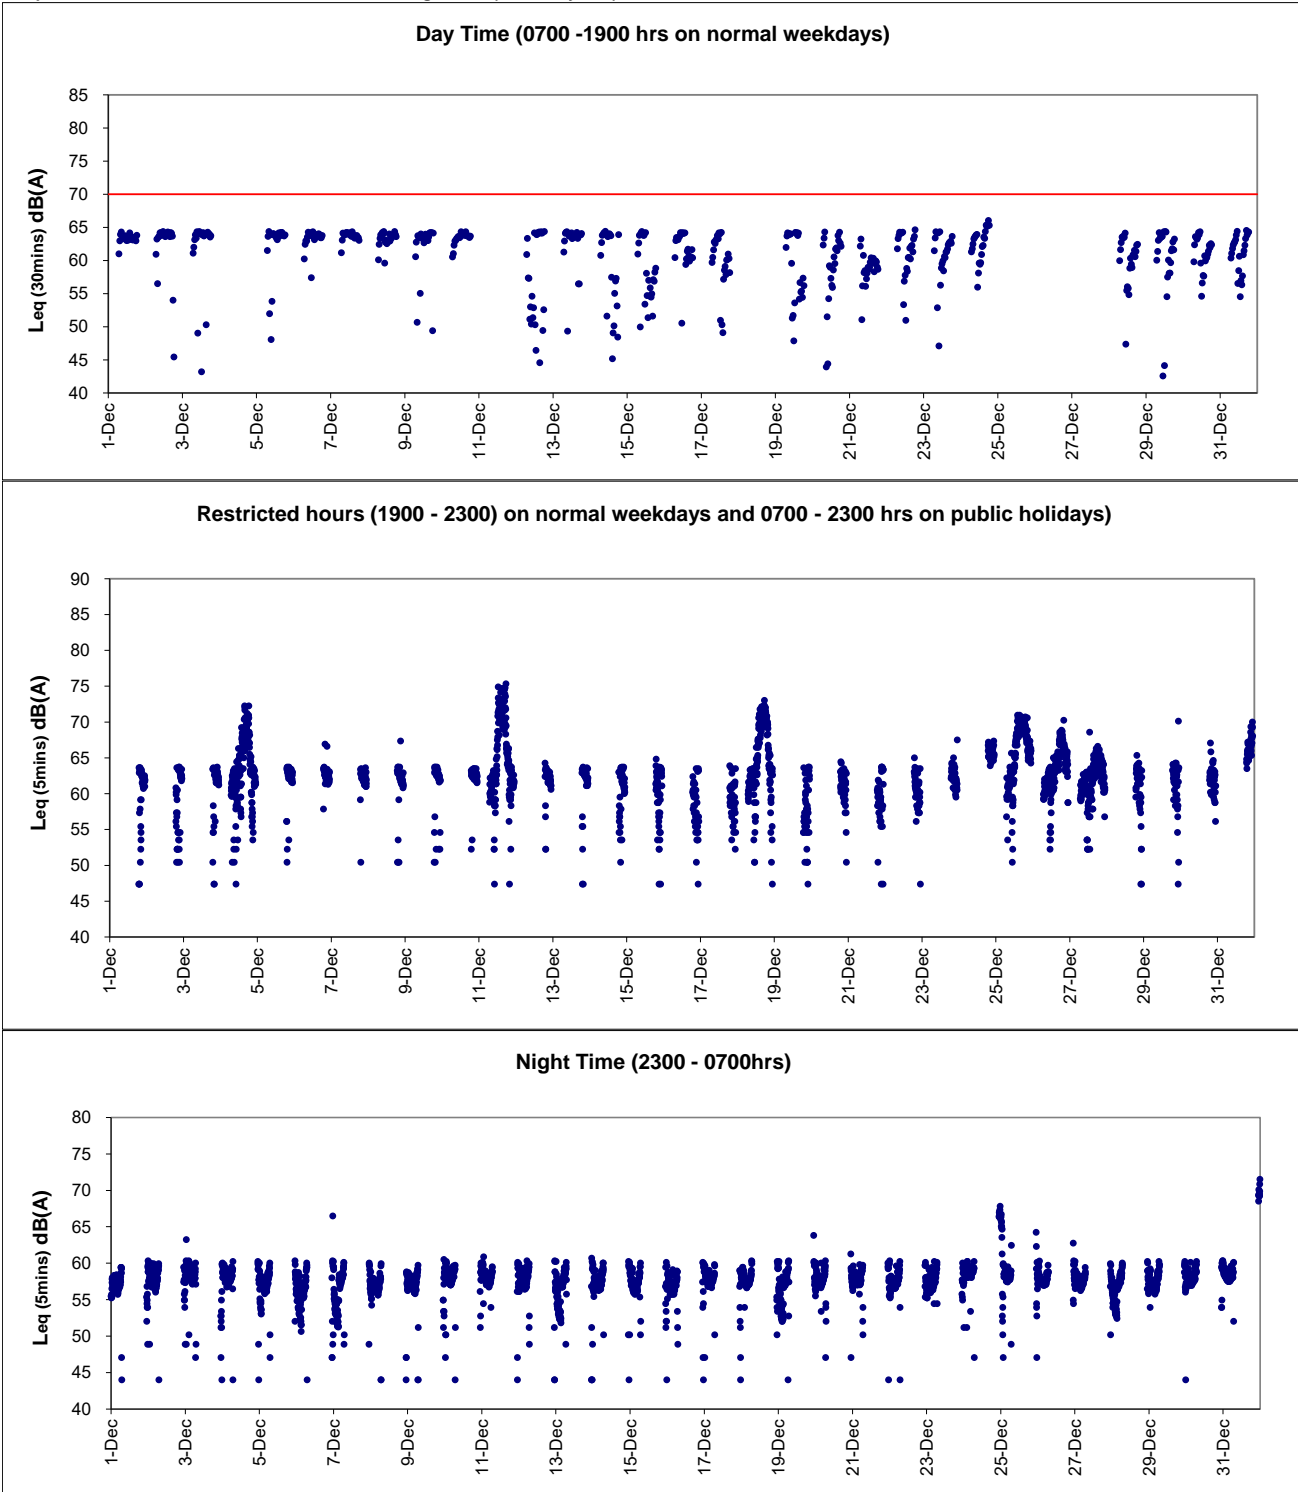 Day Time (0700 -1900 hrs on normal weekdays)
Leq (30mins) dB(A)
85
80
75
70
65
60
55
50
45
40
1-Dec
3-Dec
5-Dec
7-Dec
9-Dec
11-Dec
13-Dec
15-Dec
17-Dec
19-Dec
21-Dec
23-Dec
25-Dec
27-Dec
29-Dec
31-Dec
Restricted hours (1900 - 2300) on normal weekdays and 0700 - 2300 hrs on public holidays)
Leq (5mins) dB(A)
90
85
80
75
70
65
60
55
50
45
40
1-Dec
3-Dec
5-Dec
7-Dec
9-Dec
11-Dec
13-Dec
15-Dec
17-Dec
19-Dec
21-Dec
23-Dec
25-Dec
27-Dec
29-Dec
31-Dec
Night Time (2300 - 0700hrs)
Leq (5mins) dB(A)
80
75
70
65
60
55
50
45
40
1-Dec
3-Dec
5-Dec
7-Dec
9-Dec
11-Dec
13-Dec
15-Dec
17-Dec
19-Dec
21-Dec
23-Dec
25-Dec
27-Dec
29-Dec
31-Dec